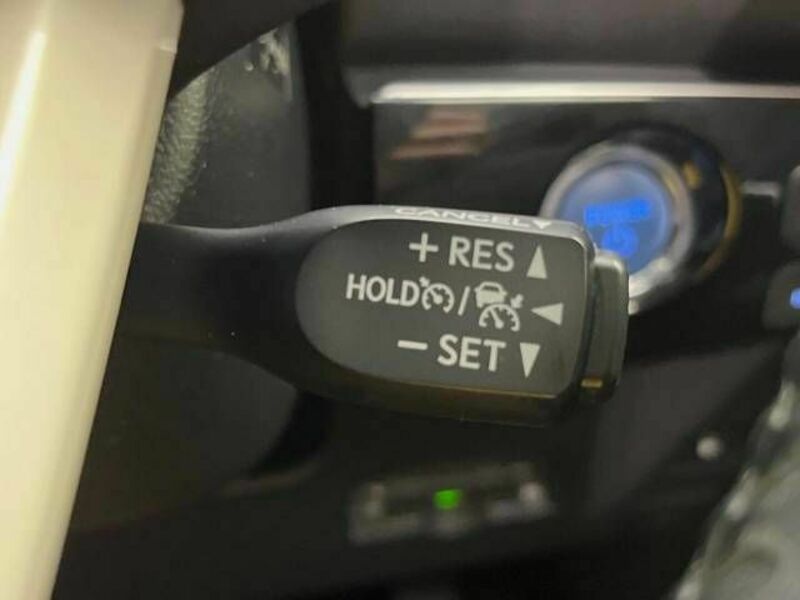 CANCEL
+ RES ▲
HOLD / ◀
− SET ▼